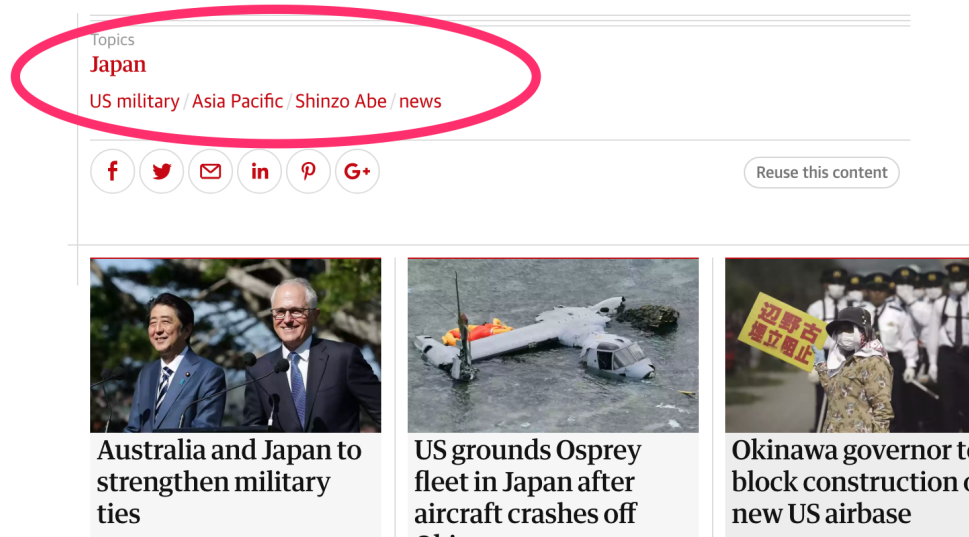 Topics
Japan
US military / Asia Pacific / Shinzo Abe / news
f in G+
Reuse this content
辺野古
埋立阻止
Australia and Japan to
strengthen military
ties
US grounds Osprey
fleet in Japan after
aircraft crashes off
Okinawa governor
block construction
new US airbase